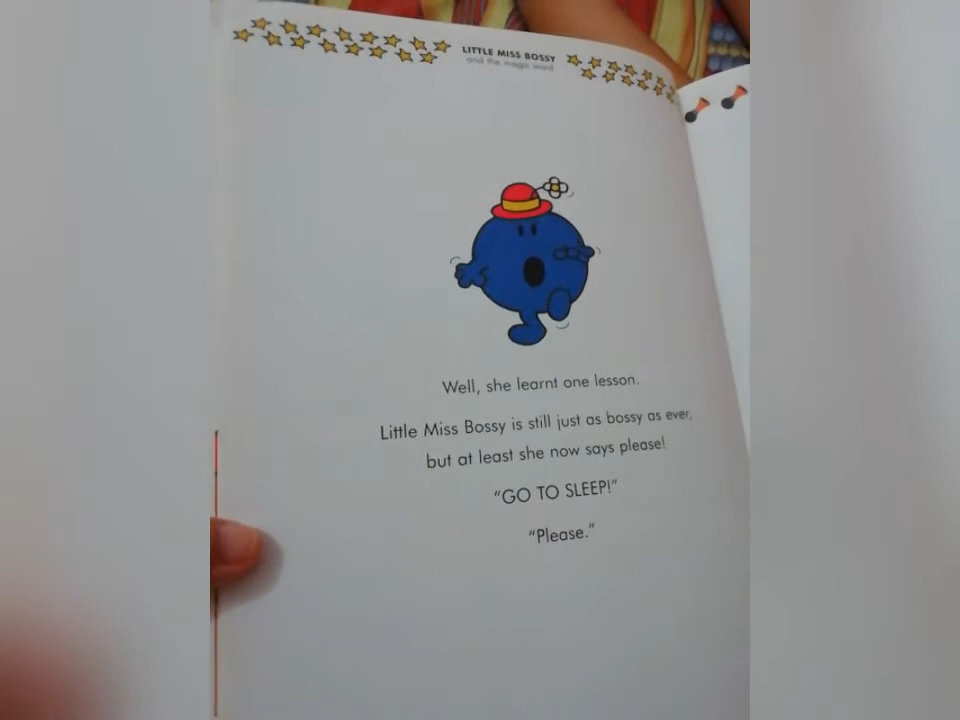 LITTLE MISS BOSSY
and the magic word
Well, she learnt one lesson.
Little Miss Bossy is still just as bossy as ever,
but at least she now says please!
"GO TO SLEEP!"
"Please."